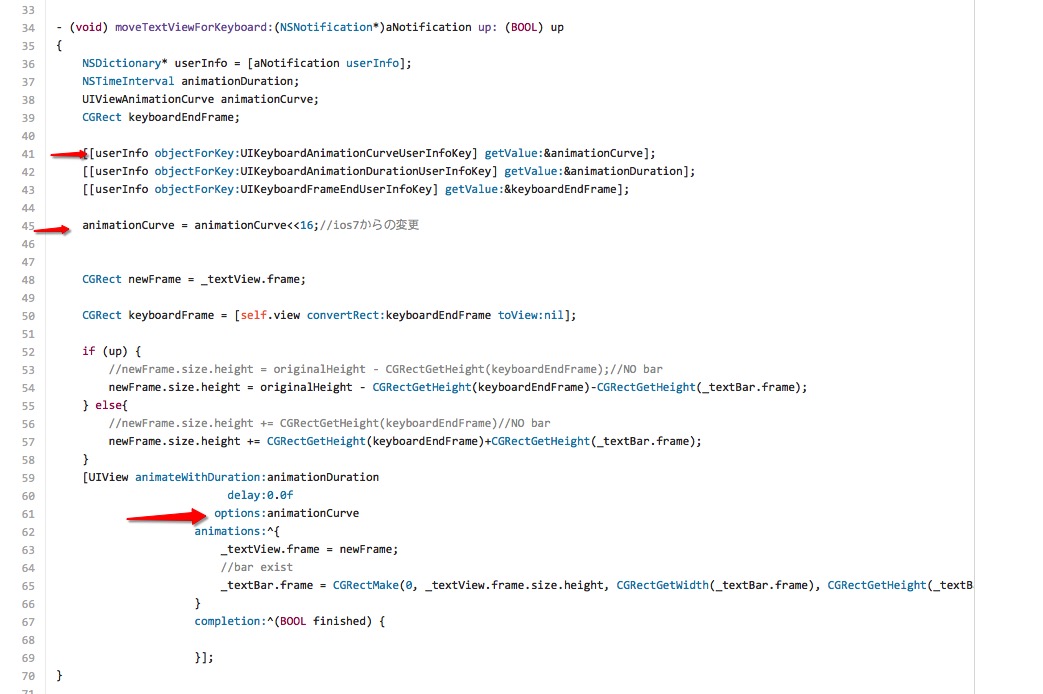 33
34 - (void) moveTextViewForKeyboard:(NSNotification*)aNotification up: (BOOL) up
35 {
36 NSDictionary* userInfo = [aNotification userInfo];
37 NSTimeInterval animationDuration;
38 UIViewAnimationCurve animationCurve;
39 CGRect keyboardEndFrame;
40
41 [[userInfo objectForKey:UIKeyboardAnimationCurveUserInfoKey] getValue:&animationCurve];
42 [[userInfo objectForKey:UIKeyboardAnimationDurationUserInfoKey] getValue:&animationDuration];
43 [[userInfo objectForKey:UIKeyboardFrameEndUserInfoKey] getValue:&keyboardEndFrame];
44
45 animationCurve = animationCurve<<16;//ios7からの変更
46
47
48 CGRect newFrame = _textView.frame;
49
50 CGRect keyboardFrame = [self.view convertRect:keyboardEndFrame toView:nil];
51
52 if (up) {
53 //newFrame.size.height = originalHeight - CGRectGetHeight(keyboardEndFrame);//NO bar
54 newFrame.size.height = originalHeight - CGRectGetHeight(keyboardEndFrame)-CGRectGetHeight(_textBar.frame);
55 } else{
56 //newFrame.size.height += CGRectGetHeight(keyboardEndFrame)//NO bar
57 newFrame.size.height += CGRectGetHeight(keyboardEndFrame)+CGRectGetHeight(_textBar.frame);
58 }
59 [UIView animateWithDuration:animationDuration
60 delay:0.0f
61 options:animationCurve
62 animations:^{
63 _textView.frame = newFrame;
64 //bar exist
65 _textBar.frame = CGRectMake(0, _textView.frame.size.height, CGRectGetWidth(_textBar.frame), CGRectGetHeight(_textB
66 }
67 completion:^(BOOL finished) {
68
69 }];
70 }
71